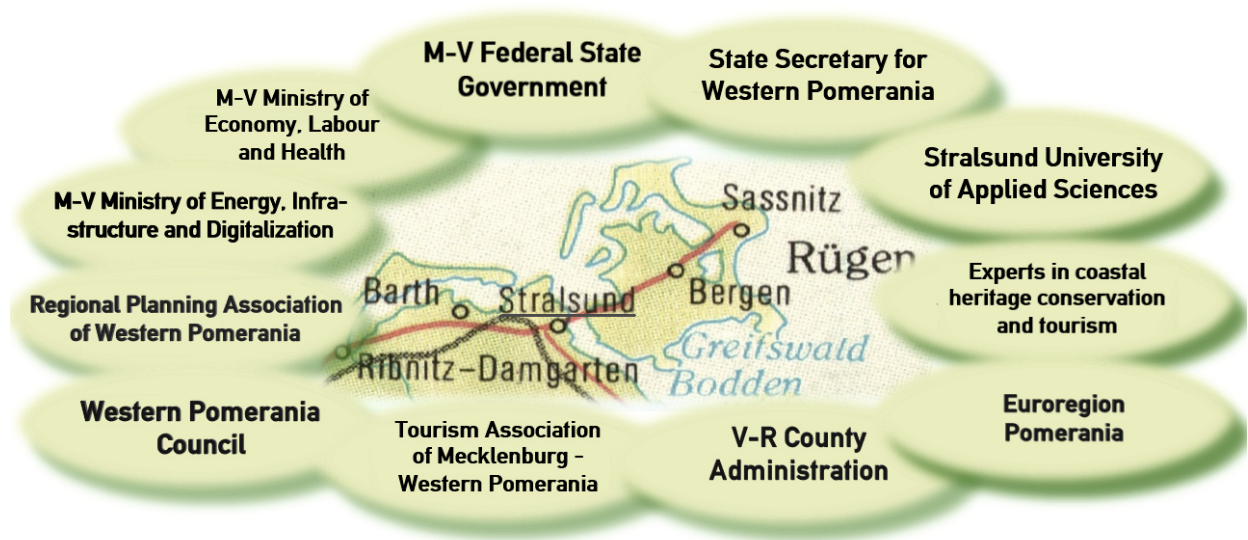 M-V Federal State
Government
State Secretary for
Western Pomerania
M-V Ministry of
Economy, Labour
and Health
Stralsund University
of Applied Sciences
M-V Ministry of Energy, Infra-
structure and Digitalization
Experts in coastal
heritage conservation
and tourism
Regional Planning Association
of Western Pomerania
Euroregion
Pomerania
Western Pomerania
Council
Tourism Association
of Mecklenburg -
Western Pomerania
V-R County
Administration
Sassnitz
Rügen
Barth
Stralsund
Bergen
Greifswald
Bodden
Ribnitz-Damgarten